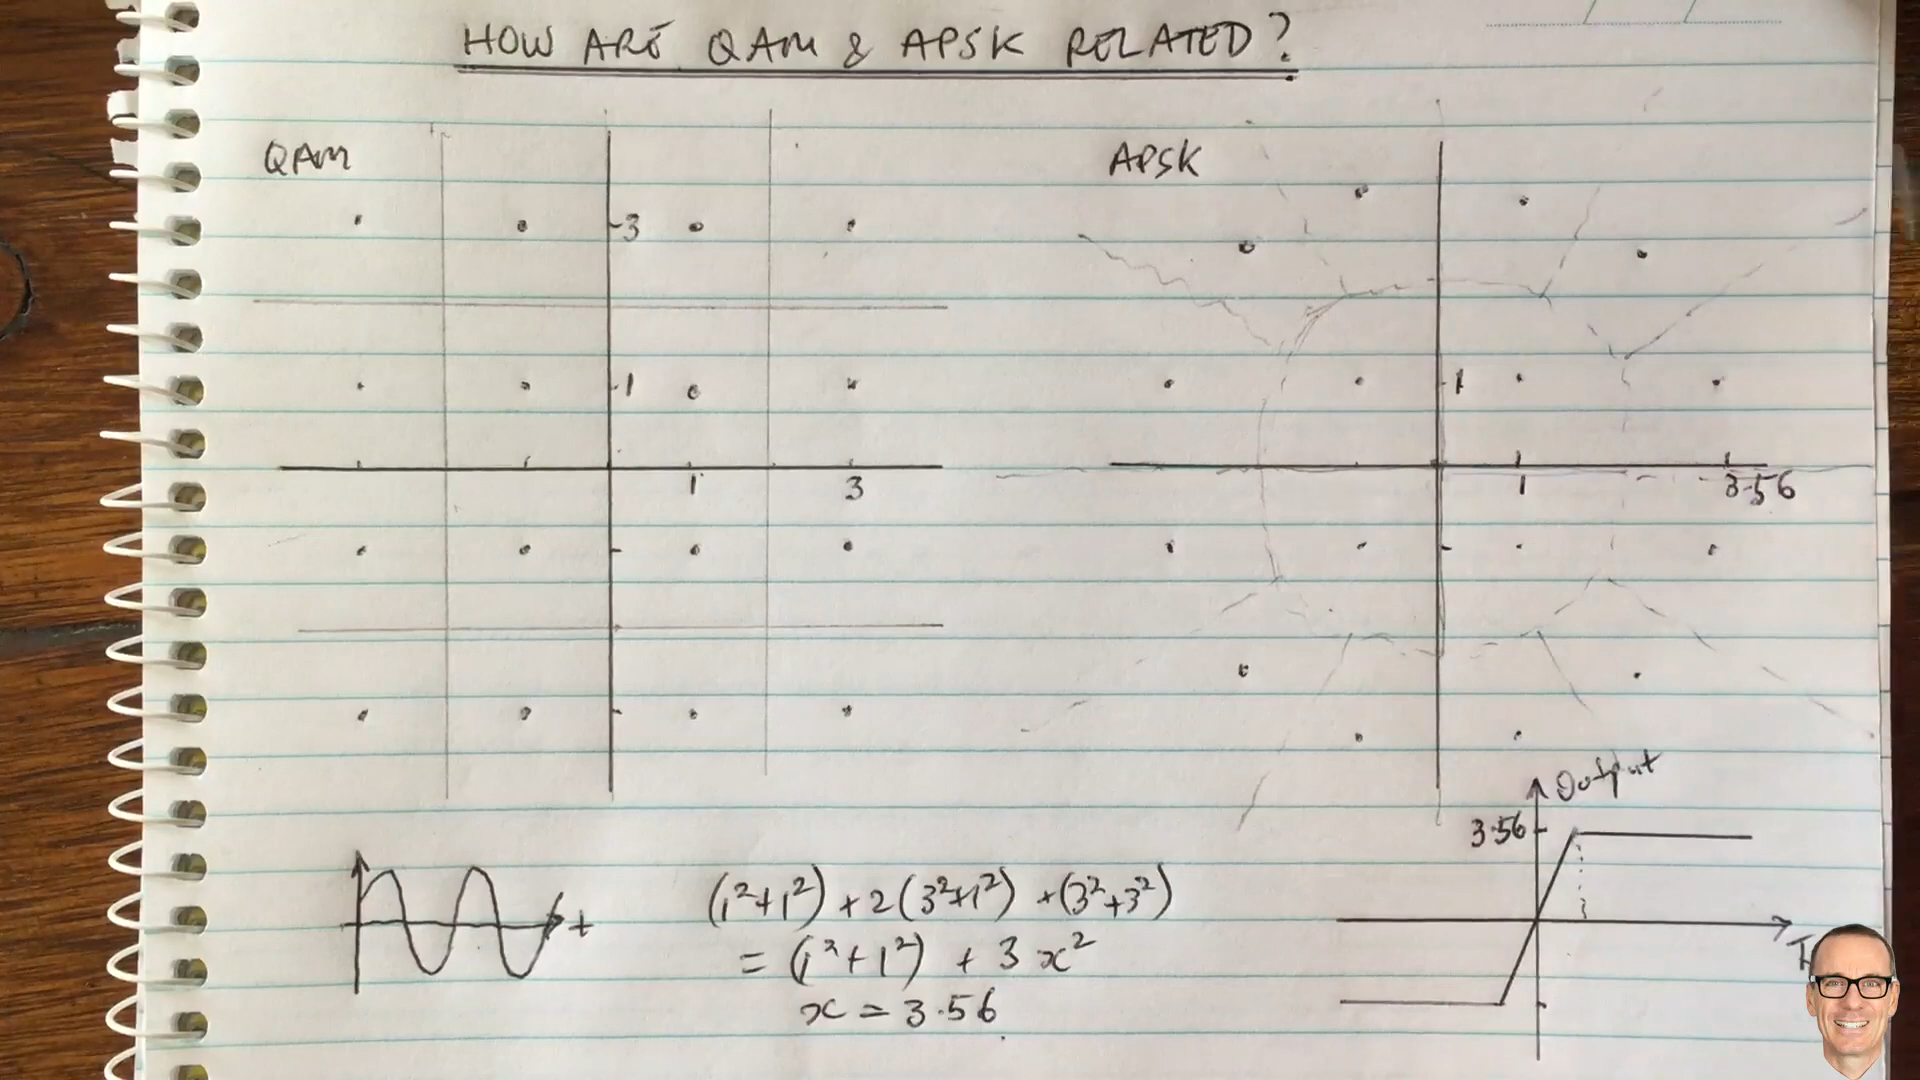 HOW ARE QAM & APSK RELATED?
QAM
APSK
3
1
1
1 3
1 3.56
Output
3.56
(1²+1²) + 2(3²+1²) + (3²+3²)
= (1²+1²) + 3x²
x = 3.56
t